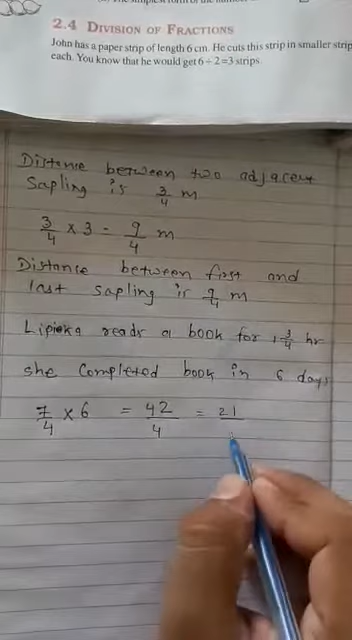 2.4 DIVISION OF FRACTIONS
John has a paper strip of length 6 cm. He cuts this strip in smaller strip
each. You know that he would get 6 ÷ 2 = 3 strips.
Distance between two adjacent
Sapling is 3/4 m
3/4 × 3 = 9/4 m
Distance between first and
last sapling is 9/4 m
Lipika reads a book for 1 3/4 hr
she Completed book in 6 days
7/4 × 6 = 42/4 = 21